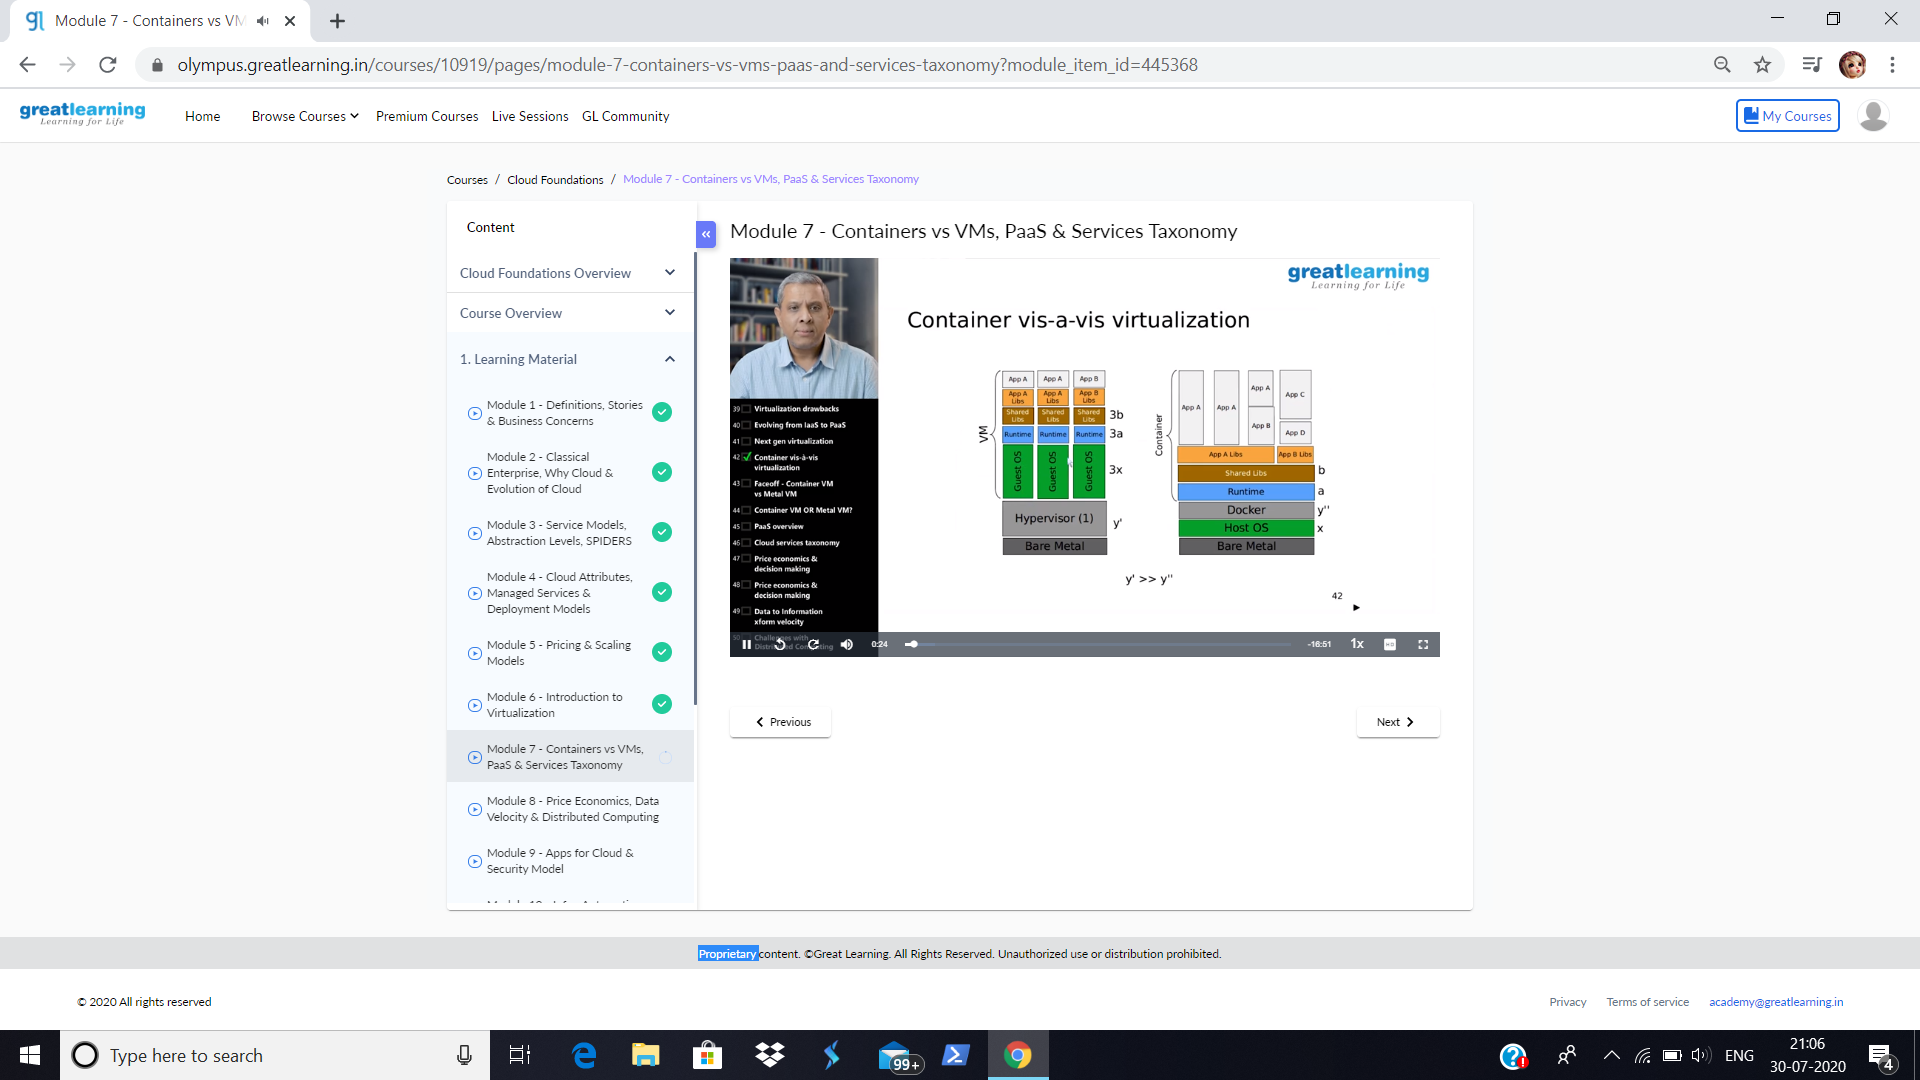 Module 7 - Containers vs VM
olympus.greatlearning.in/courses/10919/pages/module-7-containers-vs-vms-paas-and-services-taxonomy?module_item_id=445368
greatlearning
Learning for Life
Home
Browse Courses
Premium Courses
Live Sessions
GL Community
My Courses
Courses / Cloud Foundations / Module 7 - Containers vs VMs, PaaS & Services Taxonomy
Content
Cloud Foundations Overview
Course Overview
1. Learning Material
Module 1 - Definitions, Stories
& Business Concerns
Module 2 - Classical
Enterprise, Why Cloud &
Evolution of Cloud
Module 3 - Service Models,
Abstraction Levels, SPIDERS
Module 4 - Cloud Attributes,
Managed Services &
Deployment Models
Module 5 - Pricing & Scaling
Models
Module 6 - Introduction to
Virtualization
Module 7 - Containers vs VMs,
PaaS & Services Taxonomy
Module 8 - Price Economics, Data
Velocity & Distributed Computing
Module 9 - Apps for Cloud &
Security Model
Module 7 - Containers vs VMs, PaaS & Services Taxonomy
greatlearning
Learning for Life
39 Virtualization drawbacks
40 Evolving from IaaS to PaaS
41 Next gen virtualization
42 Container vis-à-vis
virtualization
43 Faceoff - Container VM
vs Metal VM
44 Container VM OR Metal VM?
45 PaaS overview
46 Cloud services taxonomy
47 Price economics &
decision making
48 Price economics &
decision making
49 Data to Information
xform velocity
50 Challenges with
Distributed Computing
Container vis-a-vis virtualization
VM
App A App A App B
App A Libs App A Libs App B Libs
Shared Libs Shared Libs Shared Libs 3b
Runtime Runtime Runtime 3a
Guest OS Guest OS Guest OS 3x
Hypervisor (1) y'
Bare Metal
Container
App A App A App A App C
App B App D
App A Libs App B Libs
Shared Libs b
Runtime a
Docker y''
Host OS x
Bare Metal
y' >> y''
42
0:24
-16:51
1x
Previous
Next
Proprietary content. ©Great Learning. All Rights Reserved. Unauthorized use or distribution prohibited.
© 2020 All rights reserved
Privacy
Terms of service
academy@greatlearning.in
Type here to search
99+
ENG
21:06
30-07-2020
4